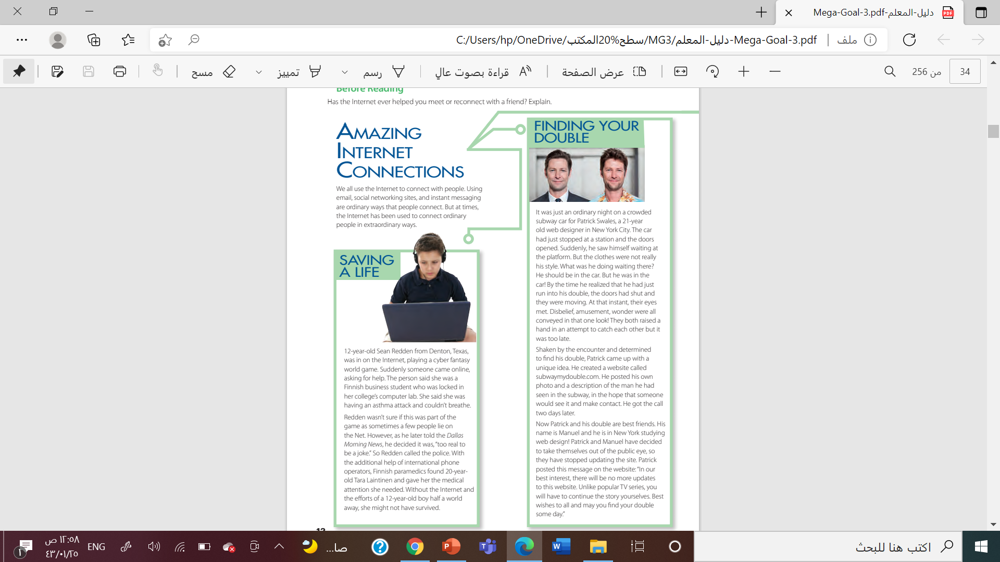 دليل-المعلم-Mega-Goal-3.pdf
ملف
C:/Users/hp/OneDrive/سطح%20المكتب/MG3/دليل-المعلم-Mega-Goal-3.pdf
34
من 256
عرض الصفحة
قراءة بصوت عالٍ
رسم
تمييز
مسح
Before Reading
Has the Internet ever helped you meet or reconnect with a friend? Explain.
AMAZING
INTERNET
CONNECTIONS
We all use the Internet to connect with people. Using
email, social networking sites, and instant messaging
are ordinary ways that people connect. But at times,
the Internet has been used to connect ordinary
people in extraordinary ways.
SAVING
A LIFE
12-year-old Sean Redden from Denton, Texas,
was in on the Internet, playing a cyber fantasy
world game. Suddenly someone came online,
asking for help. The person said she was a
Finnish business student who was locked in
her college's computer lab. She said she was
having an asthma attack and couldn't breathe.
Redden wasn't sure if this was part of the
game as sometimes a few people lie on
the Net. However, as he later told the Dallas
Morning News, he decided it was, "too real to
be a joke." So Redden called the police. With
the additional help of international phone
operators, Finnish paramedics found 20-year-
old Tara Laintinen and gave her the medical
attention she needed. Without the Internet and
the efforts of a 12-year-old boy half a world
away, she might not have survived.
FINDING YOUR
DOUBLE
It was just an ordinary night on a crowded
subway car for Patrick Swales, a 21-year
old web designer in New York City. The car
had just stopped at a station and the doors
opened. Suddenly, he saw himself waiting at
the platform. But the clothes were not really
his style. What was he doing waiting there?
He should be in the car. But he was in the
car! By the time he realized that he had just
run into his double, the doors had shut and
they were moving. At that instant, their eyes
met. Disbelief, amusement, wonder were all
conveyed in that one look! They both raised a
hand in an attempt to catch each other but it
was too late.
Shaken by the encounter and determined
to find his double, Patrick came up with a
unique idea. He created a website called
subwaymydouble.com. He posted his own
photo and a description of the man he had
seen in the subway, in the hope that someone
would see it and make contact. He got the call
two days later.
Now Patrick and his double are best friends. His
name is Manuel and he is in New York studying
web design! Patrick and Manuel have decided
to take themselves out of the public eye, so
they have stopped updating the site. Patrick
posted this message on the website: "In our
best interest, there will be no more updates
to this website. Unlike popular TV series, you
will have to continue the story yourselves. Best
wishes to all and may you find your double
some day."
12
اكتب هنا للبحث
صا...
ENG
١٢:٥٨ ص
٤٣/٠١/٢٥
١